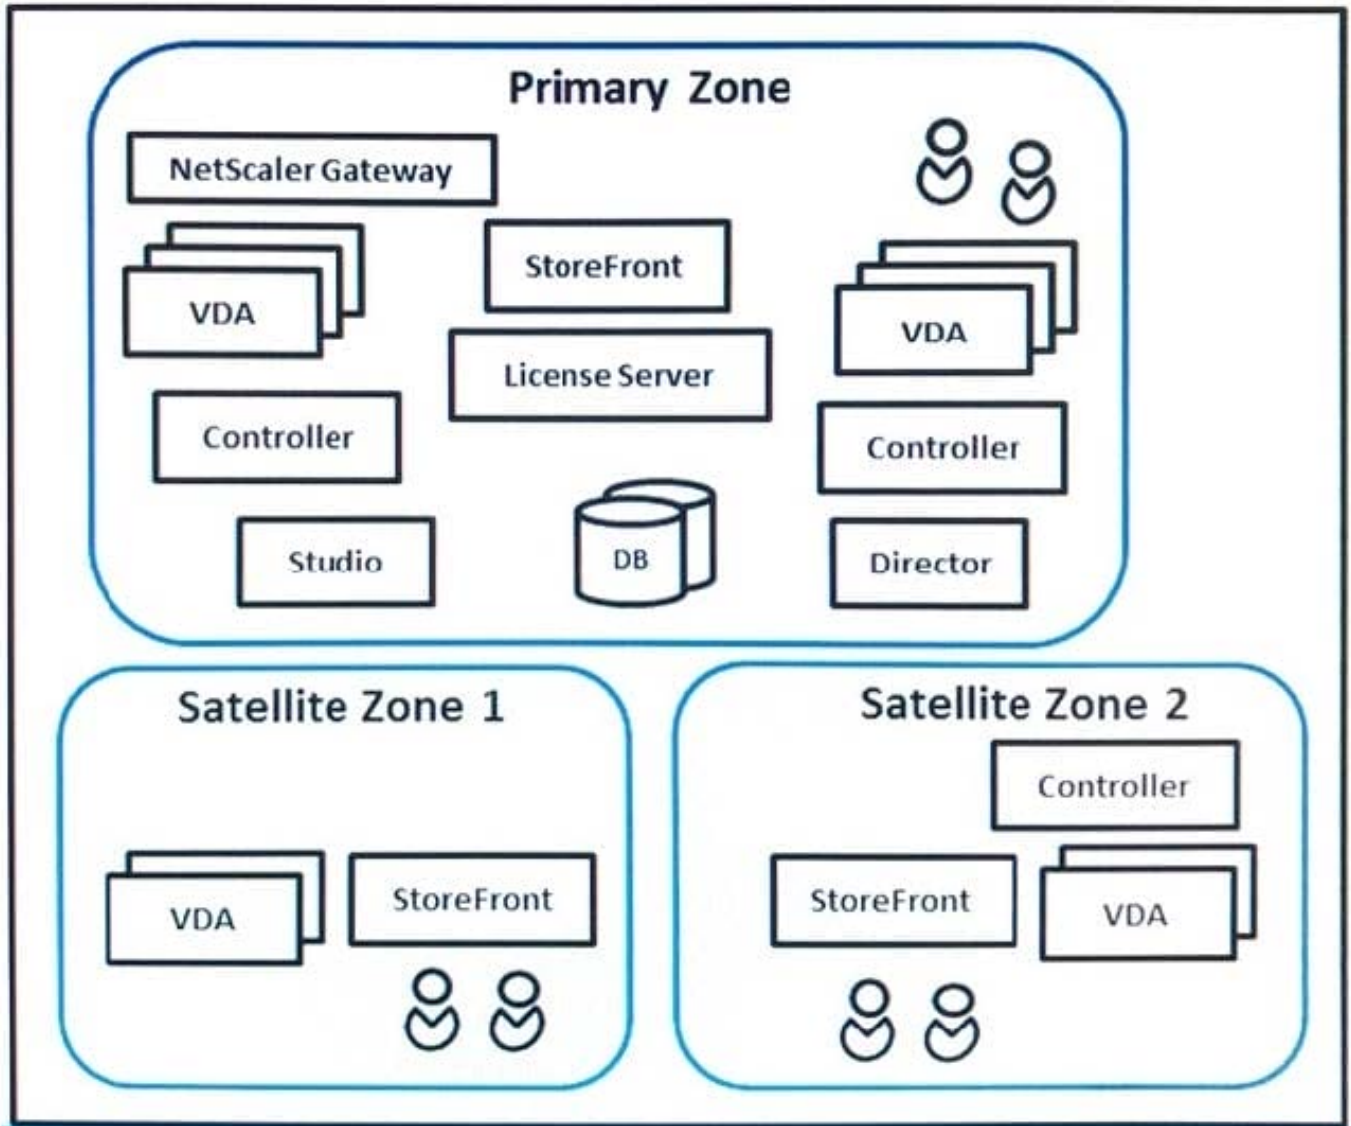 Primary Zone
NetScaler Gateway
StoreFront
VDA
VDA
License Server
Controller
Controller
Studio
DB
Director
Satellite Zone 1
VDA
StoreFront
Satellite Zone 2
Controller
StoreFront
VDA